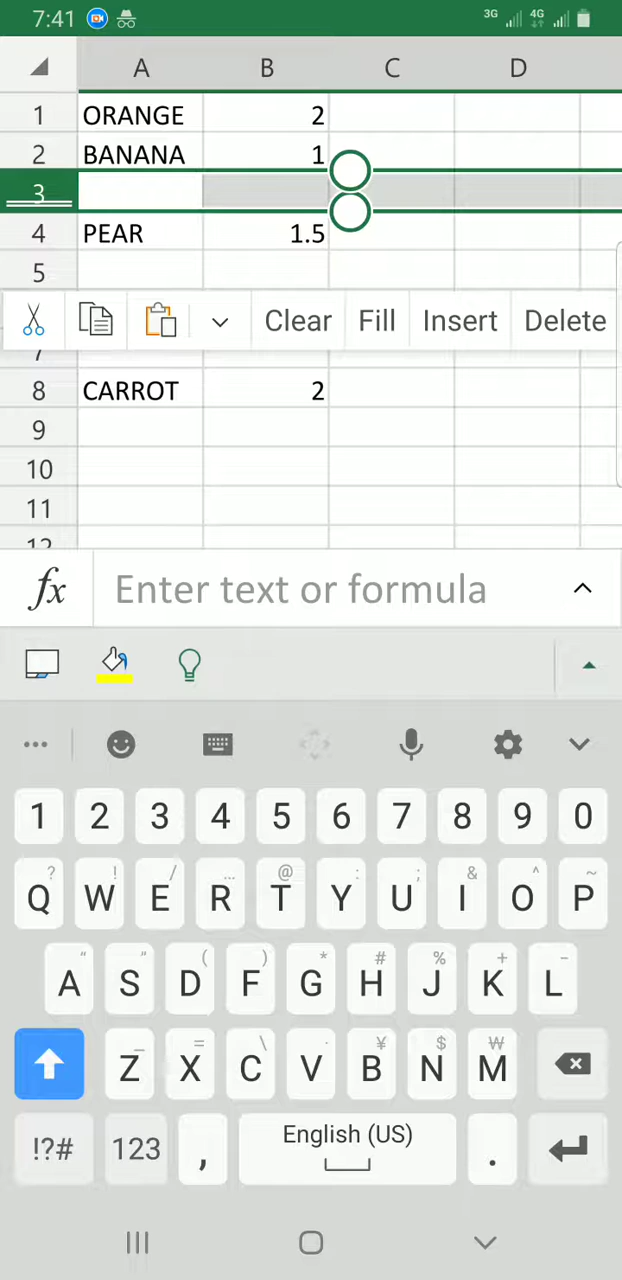 7:41 3G 4G
A B C D
1 ORANGE 2
2 BANANA 1
3
4 PEAR 1.5
5
Clear Fill Insert Delete
7
8 CARROT 2
9
10
11
12
fx Enter text or formula
1 2 3 4 5 6 7 8 9 0
? ! / ... @ : ; & ^ ~
Q W E R T Y U I O P
" " ( ) * # % + -
A S D F G H J K L
_ = \ · ¥ $ ₩
Z X C V B N M
!?# 123 , English (US) .